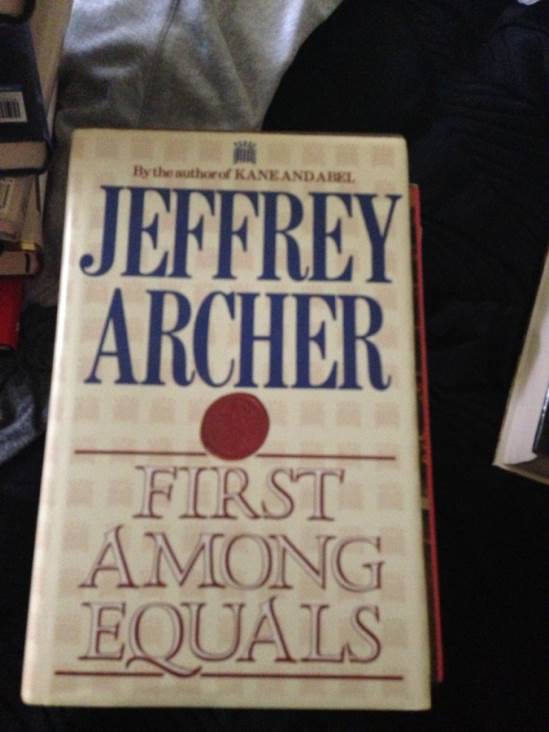 By the author of KANE AND ABEL
JEFFREY
ARCHER
FIRST
AMONG
EQUALS